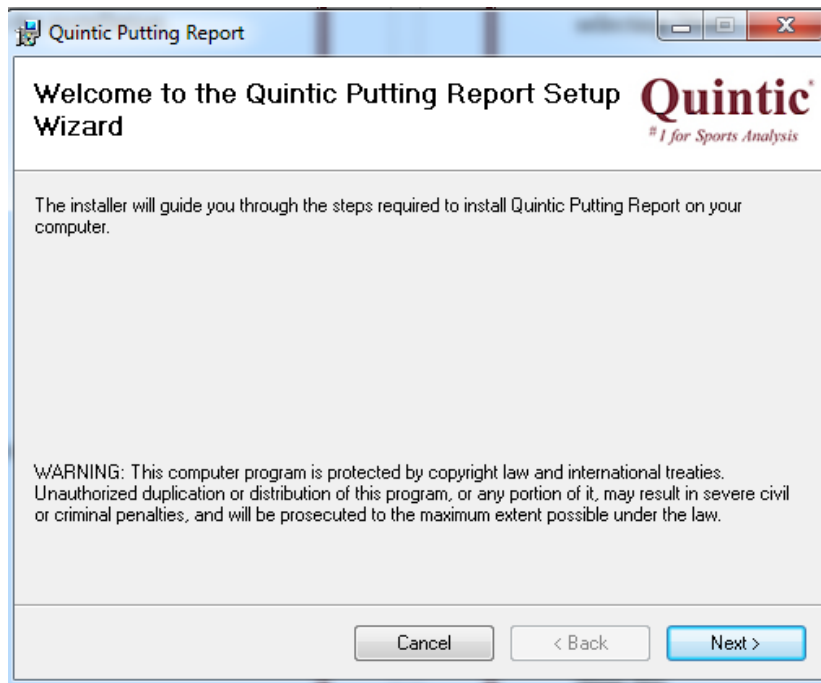 Quintic Putting Report
Welcome to the Quintic Putting Report Setup
Wizard
Quintic
#1 for Sports Analysis
The installer will guide you through the steps required to install Quintic Putting Report on your
computer.
WARNING: This computer program is protected by copyright law and international treaties.
Unauthorized duplication or distribution of this program, or any portion of it, may result in severe civil
or criminal penalties, and will be prosecuted to the maximum extent possible under the law.
Cancel
< Back
Next >